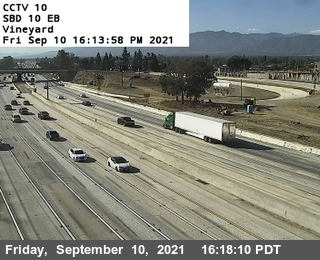 CCTV 10
SBD 10 EB
Vineyard
Fri Sep 10 16:13:58 PM 2021
Friday, September 10, 2021 16:18:10 PDT